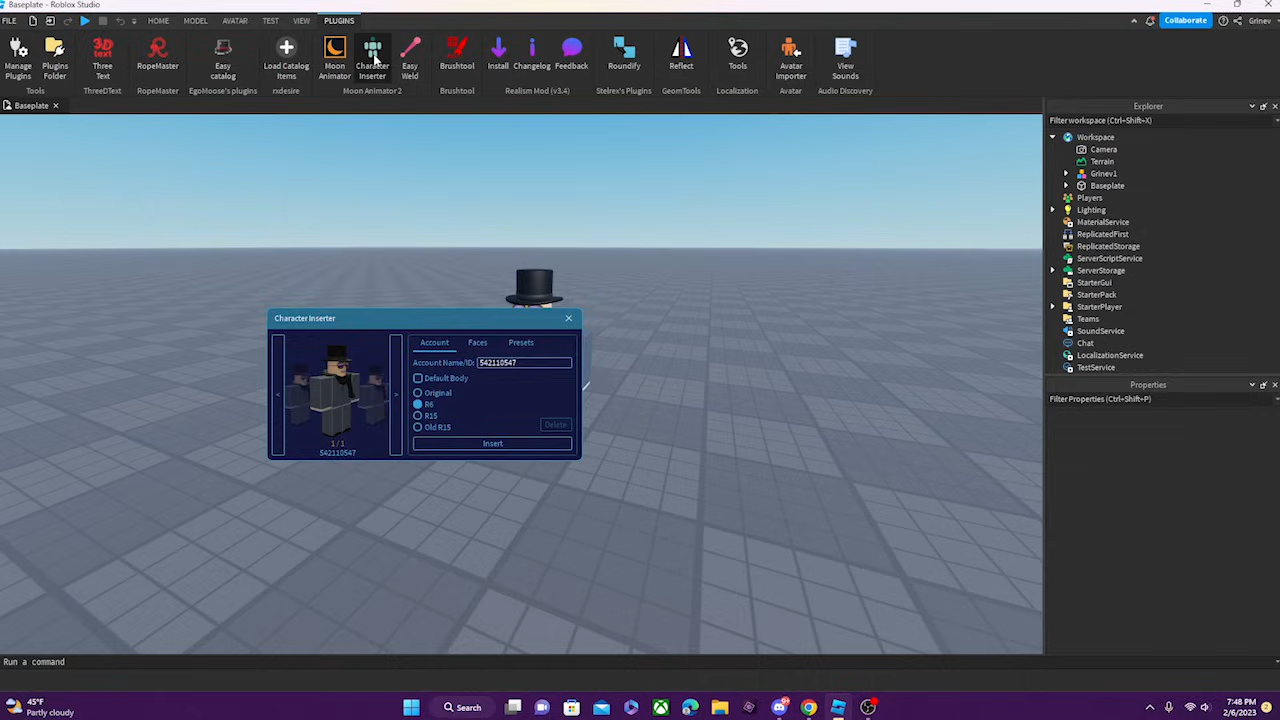 Baseplate - Roblox Studio
FILE HOME MODEL AVATAR TEST VIEW PLUGINS Collaborate Grinev
Manage Plugins
Plugins Folder
Three Text
RopeMaster
Easy catalog
Load Catalog Items
Moon Animator
Character Inserter
Easy Weld
Brushtool
Install
Changelog
Feedback
Roundify
Reflect
Tools
Avatar Importer
View Sounds
Tools ThreeDText RopeMaster EgoMoose's plugins rxdesire Moon Animator 2 Brushtool Realism Mod (v3.4) Stelrex's Plugins GeomTools Localization Avatar Audio Discovery
Baseplate
Explorer
Filter workspace (Ctrl+Shift+X)
Workspace
Camera
Terrain
Grinev1
Baseplate
Players
Lighting
MaterialService
ReplicatedFirst
ReplicatedStorage
ServerScriptService
ServerStorage
StarterGui
StarterPack
StarterPlayer
Teams
SoundService
Chat
LocalizationService
TestService
Properties
Filter Properties (Ctrl+Shift+P)
Character Inserter
Account Faces Presets
Account Name/ID: 542110547
Default Body
Original
R6
R15
Old R15
Delete
Insert
1/1
542110547
Run a command
45°F
Partly cloudy
Search
7:48 PM
2/6/2023